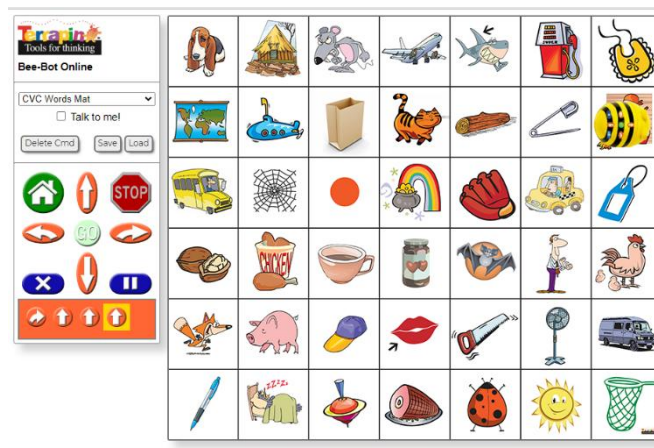 Terrapin
Tools for thinking
Bee-Bot Online
CVC Words Mat
Talk to me!
Delete Cmd
Save
Load
STOP
GO
CHICKEN
zzZZ